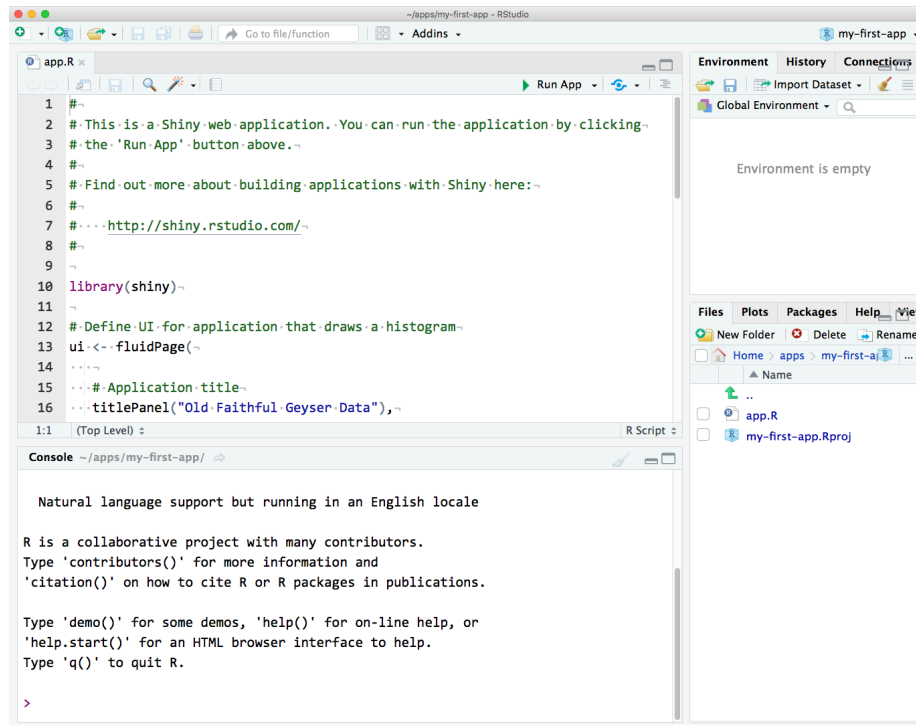 ~/apps/my-first-app - RStudio
Go to file/function
Addins
my-first-app
app.R
Run App
1 #
2 # This is a Shiny web application. You can run the application by clicking
3 # the 'Run App' button above.
4 #
5 # Find out more about building applications with Shiny here:
6 #
7 #    http://shiny.rstudio.com/
8 #
9
10 library(shiny)
11
12 # Define UI for application that draws a histogram
13 ui <- fluidPage(
14
15    # Application title
16    titlePanel("Old Faithful Geyser Data"),
1:1 (Top Level) R Script
Console ~/apps/my-first-app/
Natural language support but running in an English locale
R is a collaborative project with many contributors.
Type 'contributors()' for more information and
'citation()' on how to cite R or R packages in publications.
Type 'demo()' for some demos, 'help()' for on-line help, or
'help.start()' for an HTML browser interface to help.
Type 'q()' to quit R.
>
Environment History Connections
Import Dataset
Global Environment
Environment is empty
Files Plots Packages Help
New Folder Delete Rename
Home > apps > my-first-a ...
Name
..
app.R
my-first-app.Rproj